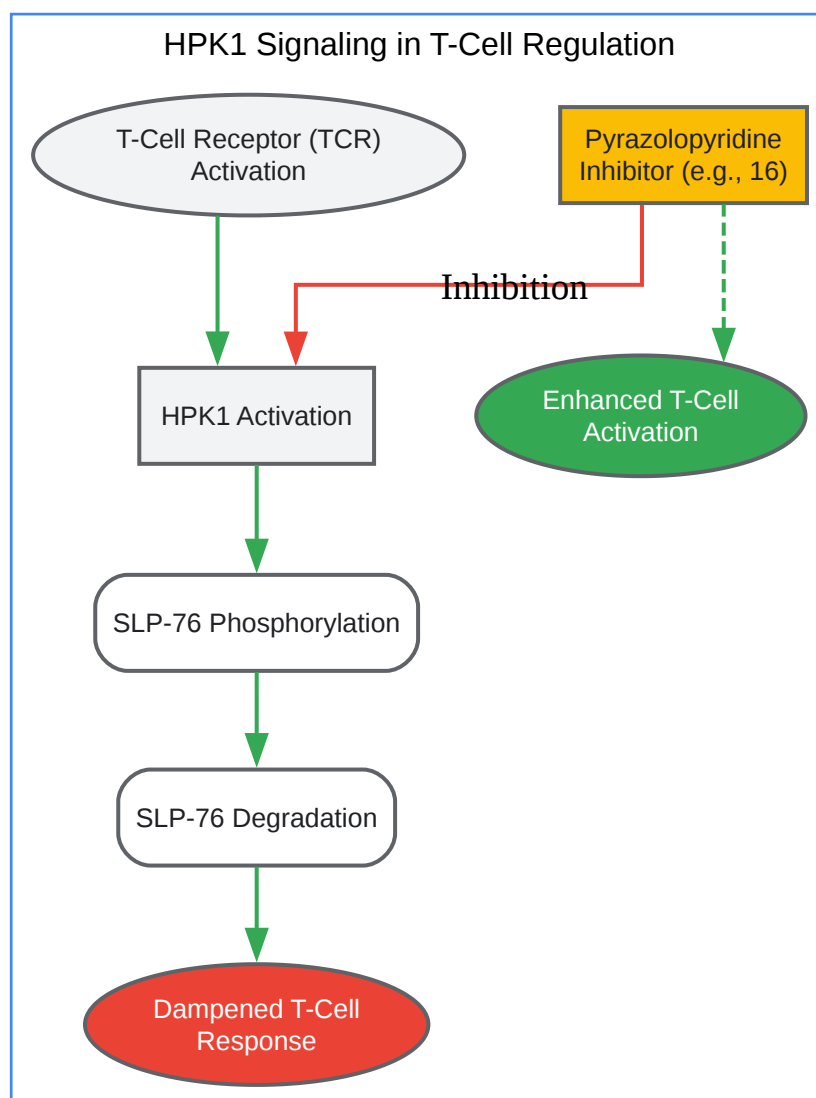 HPK1 Signaling in T-Cell Regulation
T-Cell Receptor (TCR)
Activation
Pyrazolopyridine
Inhibitor (e.g., 16)
Inhibition
HPK1 Activation
Enhanced T-Cell
Activation
SLP-76 Phosphorylation
SLP-76 Degradation
Dampened T-Cell
Response